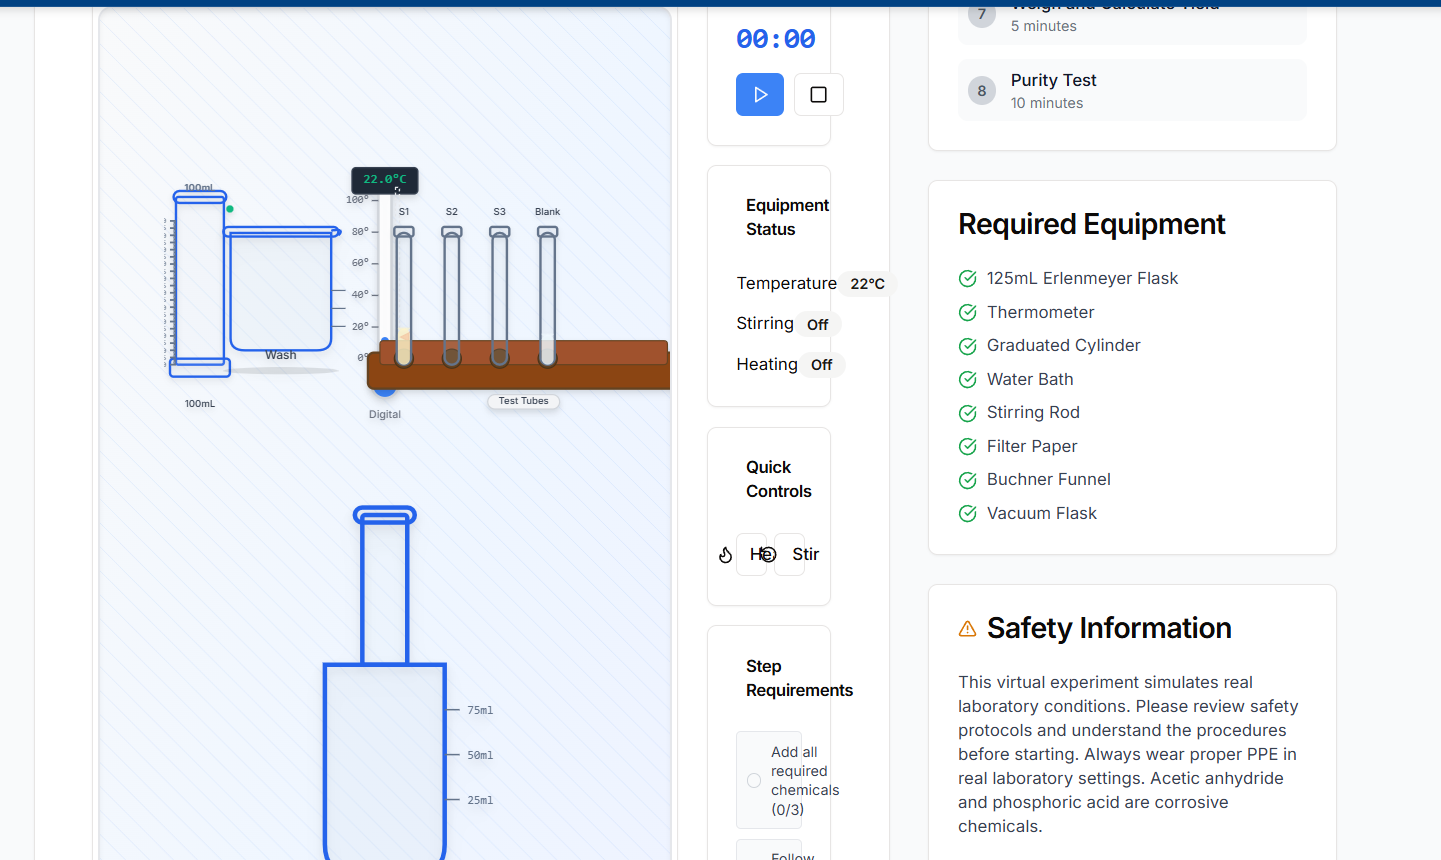 100mL
22.0°C
100°
80°
60°
40°
20°
0°
S1
S2
S3
Blank
Wash
100mL
Digital
Test Tubes
75ml
50ml
25ml
00:00
Equipment
Status
Temperature 22°C
Stirring Off
Heating Off
Quick
Controls
Stir
Step
Requirements
Add all
required
chemicals
(0/3)
Follow
7
Weigh and Calculate Yield
5 minutes
8
Purity Test
10 minutes
Required Equipment
125mL Erlenmeyer Flask
Thermometer
Graduated Cylinder
Water Bath
Stirring Rod
Filter Paper
Buchner Funnel
Vacuum Flask
Safety Information
This virtual experiment simulates real
laboratory conditions. Please review safety
protocols and understand the procedures
before starting. Always wear proper PPE in
real laboratory settings. Acetic anhydride
and phosphoric acid are corrosive
chemicals.